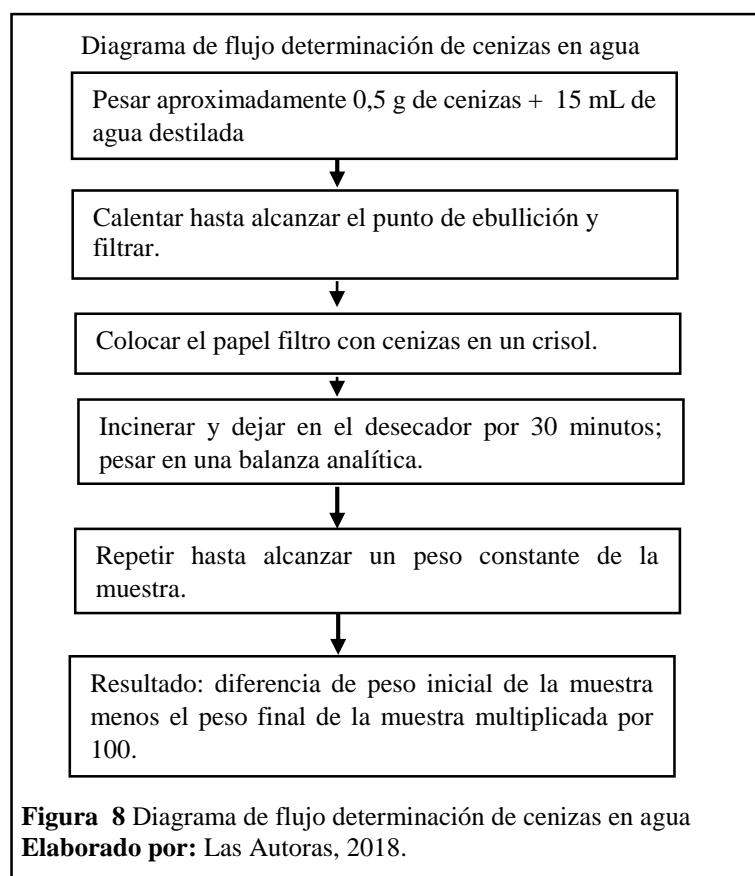 Diagrama de flujo determinación de cenizas en agua
Pesar aproximadamente 0,5 g de cenizas + 15 mL de
agua destilada
Calentar hasta alcanzar el punto de ebullición y
filtrar.
Colocar el papel filtro con cenizas en un crisol.
Incinerar y dejar en el desecador por 30 minutos;
pesar en una balanza analítica.
Repetir hasta alcanzar un peso constante de la
muestra.
Resultado: diferencia de peso inicial de la muestra
menos el peso final de la muestra multiplicada por
100.
Figura 8 Diagrama de flujo determinación de cenizas en agua
Elaborado por: Las Autoras, 2018.